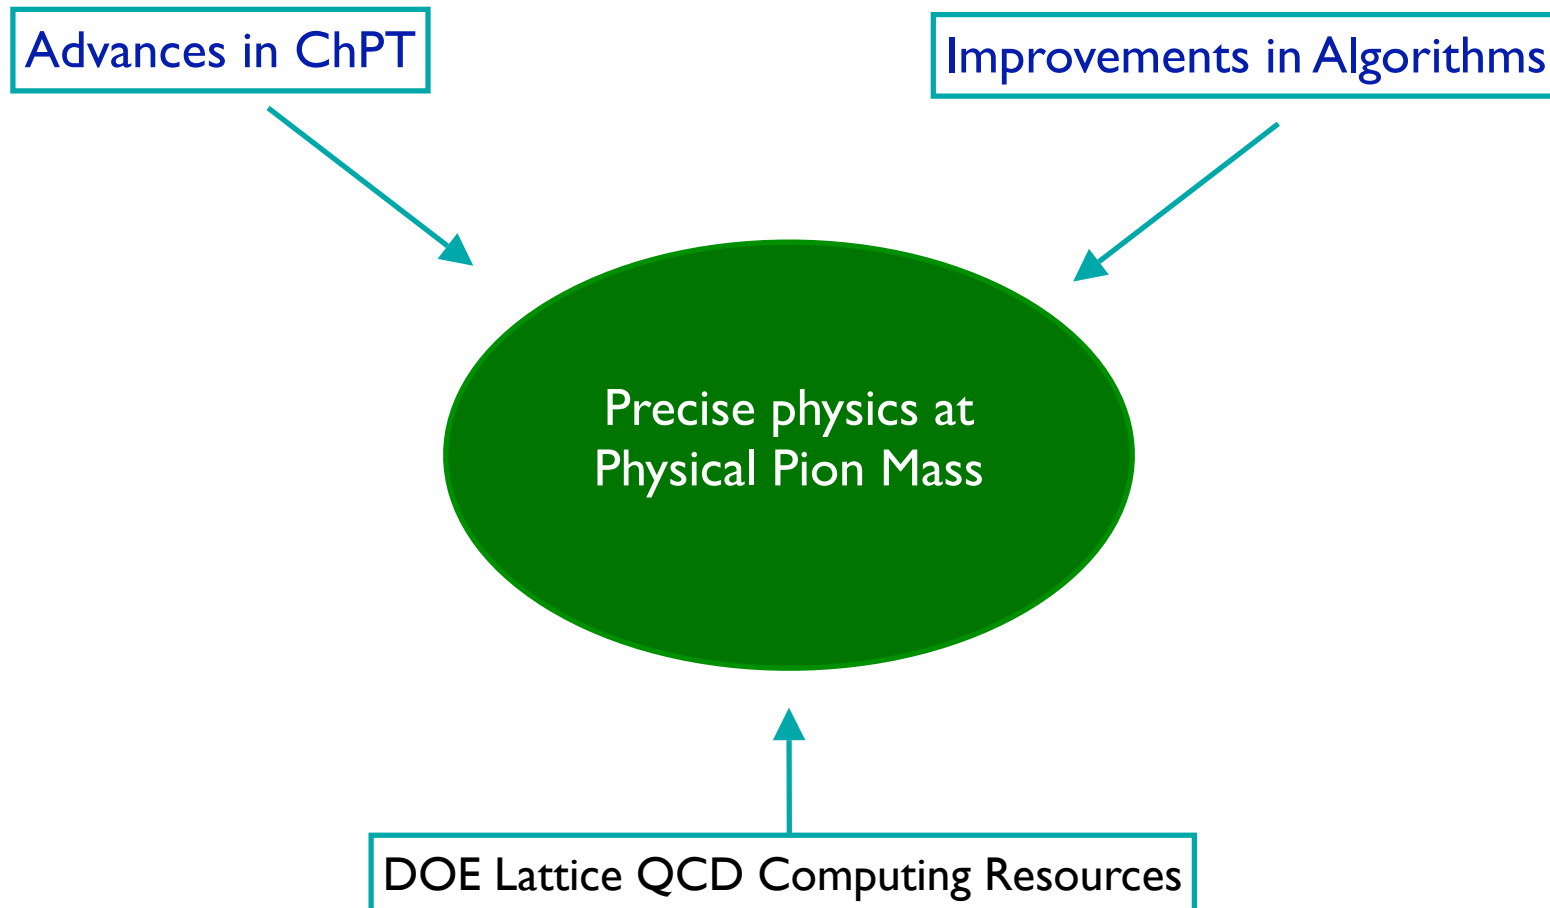 Advances in ChPT
Improvements in Algorithms
Precise physics at
Physical Pion Mass
DOE Lattice QCD Computing Resources